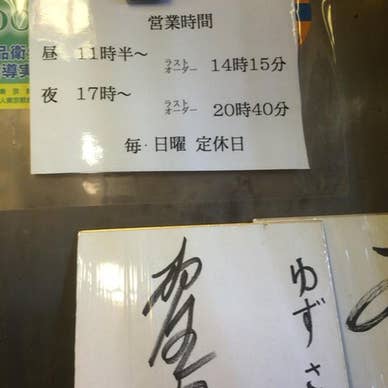 営業時間
昼 11時半～ ラストオーダー 14時15分
夜 17時～ ラストオーダー 20時40分
毎・日曜 定休日
ゆずさ